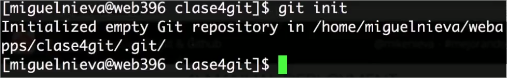 [miguelnieva@web396 clase4git]$ git init
Initialized empty Git repository in /home/miguelnieva/weba
pps/clase4git/.git/
[miguelnieva@web396 clase4git]$